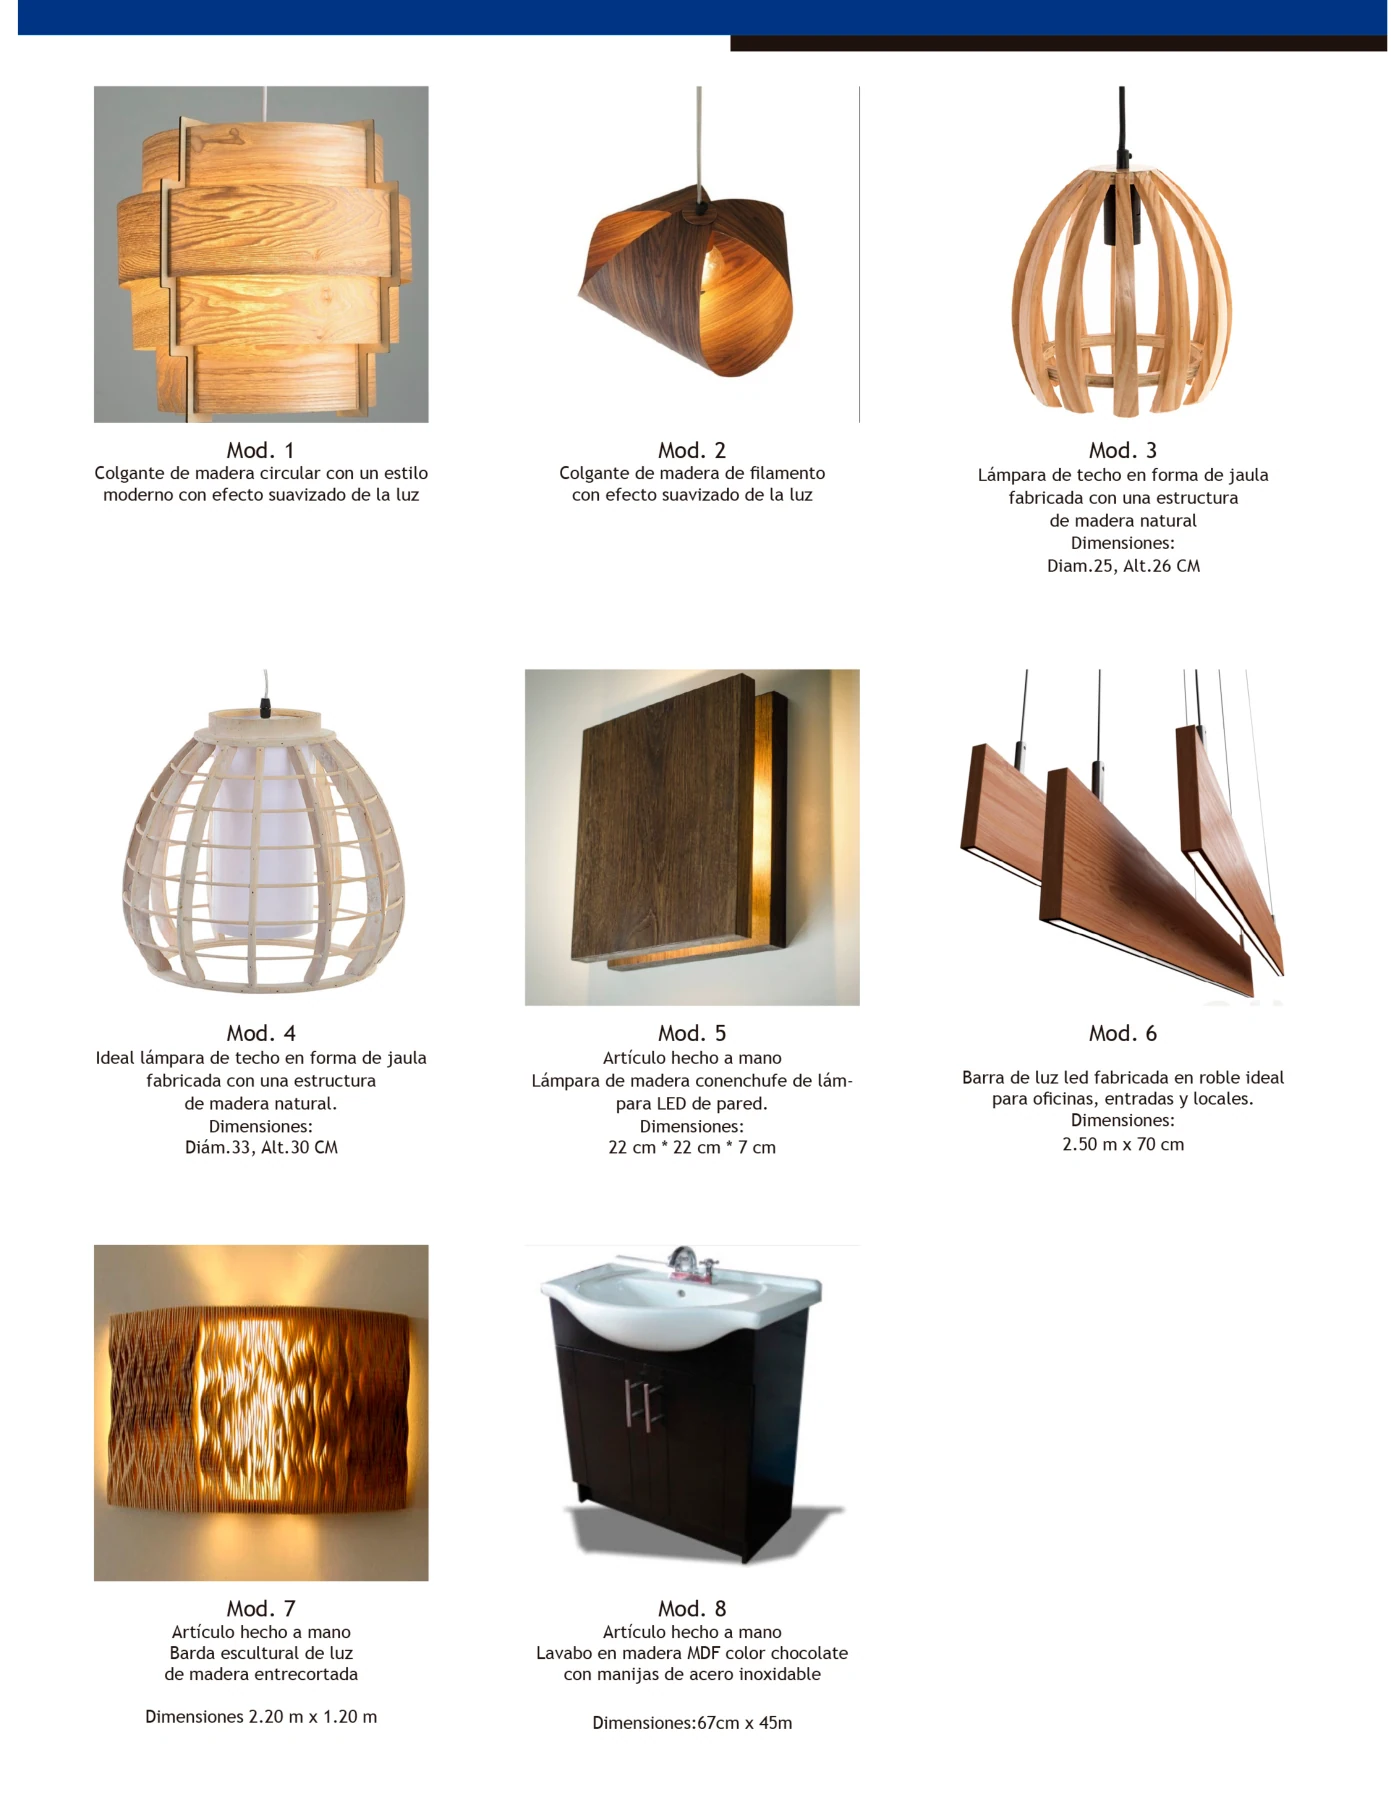 Mod. 1
Colgante de madera circular con un estilo
moderno con efecto suavizado de la luz
Mod. 2
Colgante de madera de filamento
con efecto suavizado de la luz
Mod. 3
Lámpara de techo en forma de jaula
fabricada con una estructura
de madera natural
Dimensiones:
Diam.25, Alt.26 CM
Mod. 4
Ideal lámpara de techo en forma de jaula
fabricada con una estructura
de madera natural.
Dimensiones:
Diám.33, Alt.30 CM
Mod. 5
Artículo hecho a mano
Lámpara de madera conenchufe de lám-
para LED de pared.
Dimensiones:
22 cm * 22 cm * 7 cm
Mod. 6
Barra de luz led fabricada en roble ideal
para oficinas, entradas y locales.
Dimensiones:
2.50 m x 70 cm
Mod. 7
Artículo hecho a mano
Barda escultural de luz
de madera entrecortada
Dimensiones 2.20 m x 1.20 m
Mod. 8
Artículo hecho a mano
Lavabo en madera MDF color chocolate
con manijas de acero inoxidable
Dimensiones:67cm x 45m